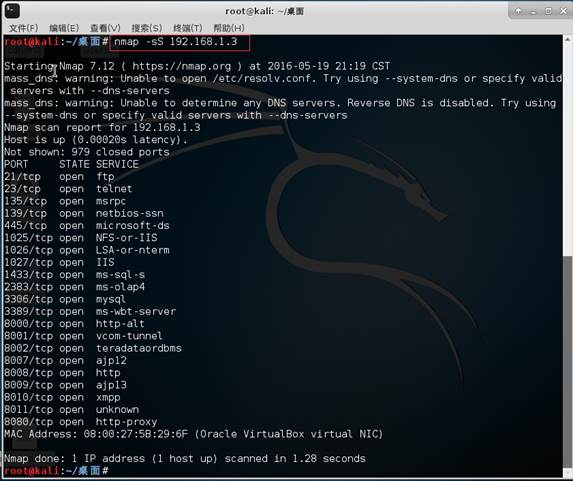 root@kali: ~/桌面
文件(F) 编辑(E) 查看(V) 搜索(S) 终端(T) 帮助(H)
root@kali:~/桌面# nmap -sS 192.168.1.3
Starting Nmap 7.12 ( https://nmap.org ) at 2016-05-19 21:19 CST
mass_dns: warning: Unable to open /etc/resolv.conf. Try using --system-dns or specify valid
servers with --dns-servers
mass_dns: warning: Unable to determine any DNS servers. Reverse DNS is disabled. Try using
--system-dns or specify valid servers with --dns-servers
Nmap scan report for 192.168.1.3
Host is up (0.00020s latency).
Not shown: 979 closed ports
PORT     STATE SERVICE
21/tcp   open  ftp
23/tcp   open  telnet
135/tcp  open  msrpc
139/tcp  open  netbios-ssn
445/tcp  open  microsoft-ds
1025/tcp open  NFS-or-IIS
1026/tcp open  LSA-or-nterm
1027/tcp open  IIS
1433/tcp open  ms-sql-s
2383/tcp open  ms-olap4
3306/tcp open  mysql
3389/tcp open  ms-wbt-server
8000/tcp open  http-alt
8001/tcp open  vcom-tunnel
8002/tcp open  teradataordbms
8007/tcp open  ajp12
8008/tcp open  http
8009/tcp open  ajp13
8010/tcp open  xmpp
8011/tcp open  unknown
8080/tcp open  http-proxy
MAC Address: 08:00:27:5B:29:6F (Oracle VirtualBox virtual NIC)
Nmap done: 1 IP address (1 host up) scanned in 1.28 seconds
root@kali:~/桌面#